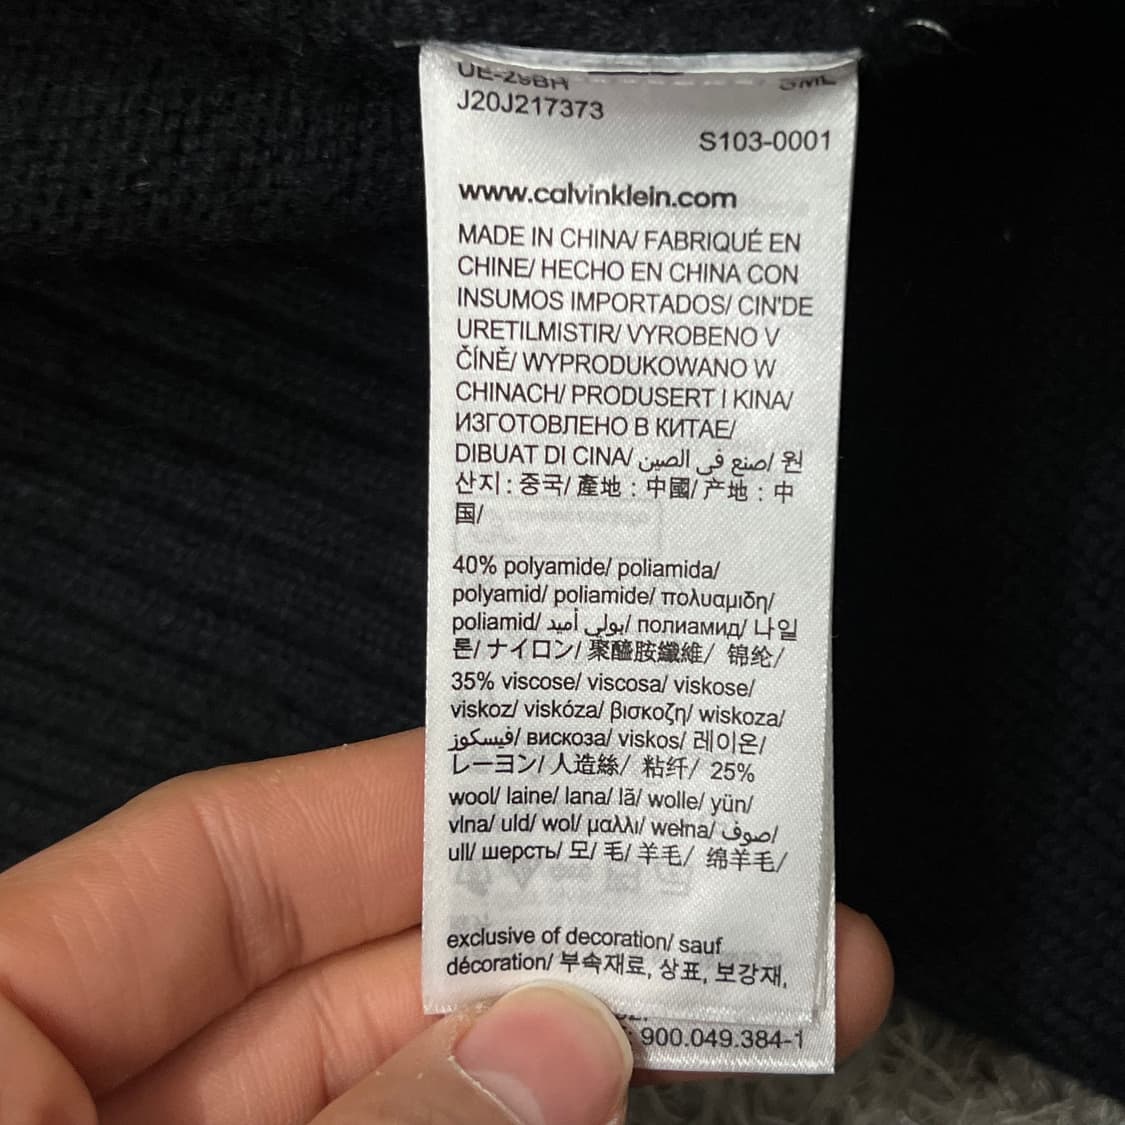 UE-29BH
J20J217373
S103-0001
www.calvinklein.com
MADE IN CHINA/ FABRIQUÉ EN
CHINE/ HECHO EN CHINA CON
INSUMOS IMPORTADOS/ CIN'DE
URETILMISTIR/ VYROBENO V
ČÍNĚ/ WYPRODUKOWANO W
CHINACH/ PRODUSERT I KINA/
ИЗГОТОВЛЕНО В КИТАЕ/
DIBUAT DI CINA/ صنع في الصين/ 원
산지 : 중국/ 產地 : 中國/ 产地 : 中
国/
40% polyamide/ poliamida/
polyamid/ poliamide/ πολυαμιδη/
poliamid/ بولي أميد/ полиамид/ 나일
론/ ナイロン/ 聚醯胺纖維/ 锦纶/
35% viscose/ viscosa/ viskose/
viskoz/ viskóza/ βισκοζη/ wiskoza/
فيسكوز/ вискоза/ viskos/ 레이온/
レーヨン/ 人造絲/ 粘纤/ 25%
wool/ laine/ lana/ lã/ wolle/ yün/
vlna/ uld/ wol/ μαλλι/ wełna/ صوف/
ull/ шерсть/ 모/ 毛/ 羊毛/ 绵羊毛/
exclusive of decoration/ sauf
décoration/ 부속재료, 상표, 보강재,
900.049.384-1